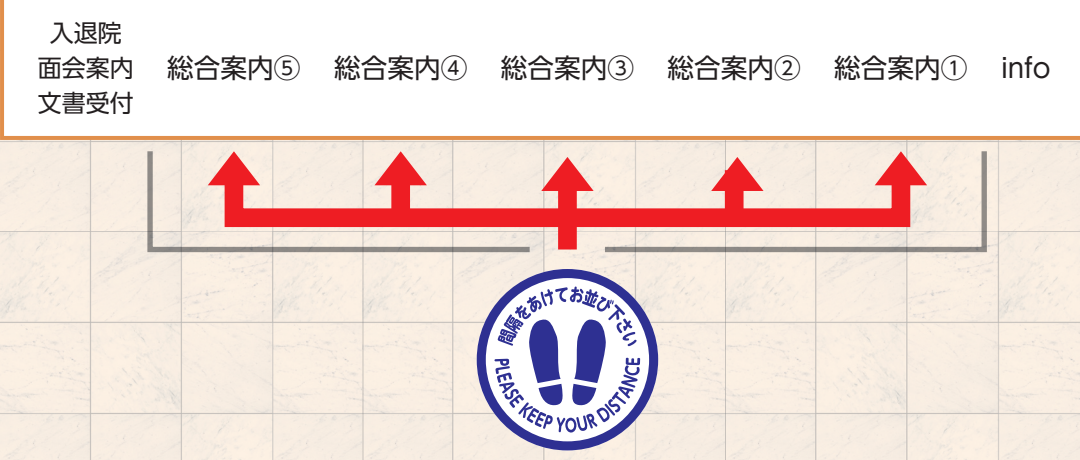 入退院
面会案内
文書受付
総合案内⑤
総合案内④
総合案内③
総合案内②
総合案内①
info
間隔をあけてお並び下さい
PLEASE KEEP YOUR DISTANCE